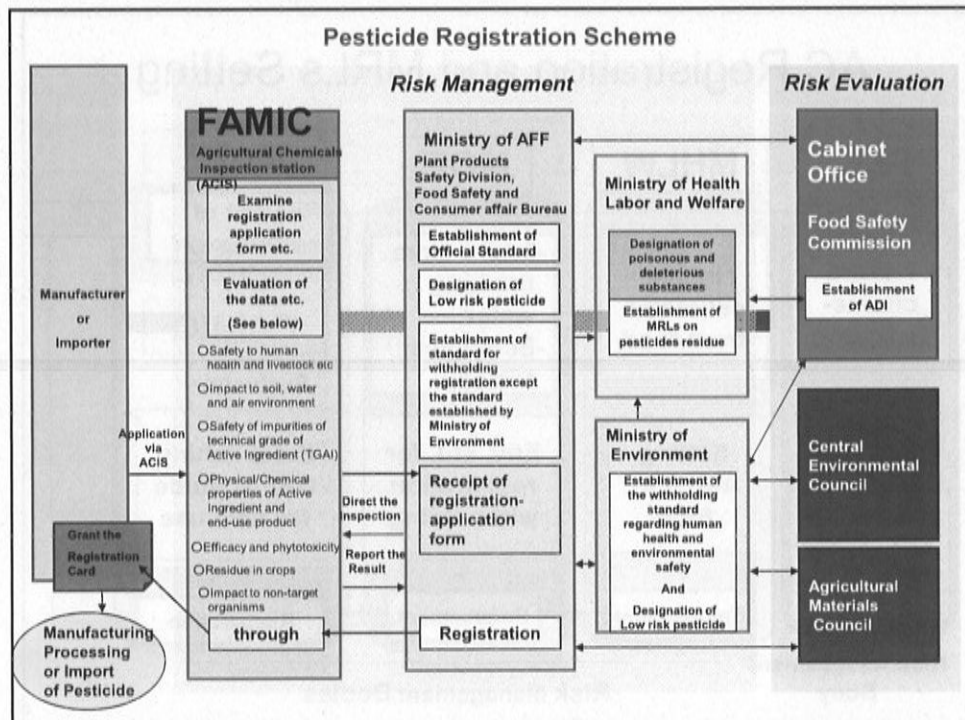 Pesticide Registration Scheme
Risk Management
Risk Evaluation
Manufacturer
or
Importer
Application
via
ACIS
Grant the
Registration
Card
Manufacturing
Processing
or Import
of Pesticide
FAMIC
Agricultural Chemicals
Inspection station
(ACIS)
Examine
registration
application
form etc.
Evaluation of
the data etc.
(See below)
Safety to human
health and livestock etc
Impact to soil, water
and air environment
Safety of impurities of
technical grade of
Active Ingredient (TGAI)
Physical/Chemical
properties of Active
Ingredient and
end-use product
Efficacy and phytotoxicity
Residue in crops
Impact to non-target
organisms
through
Direct the
Inspection
Report the
Result
Ministry of AFF
Plant Products
Safety Division,
Food Safety and
Consumer affair Bureau
Establishment of
Official Standard
Designation of
Low risk pesticide
Establishment of
standard for
withholding
registration except
the standard
established by
Ministry of
Environment
Receipt of
registration-
application
form
Registration
Ministry of Health
Labor and Welfare
Designation of
poisonous and
deleterious
substances
Establishment of
MRLs on
pesticides residue
Ministry of
Environment
Establishment of
the withholding
standard
regarding human
health and
environmental
safety
And
Designation of
Low risk pesticide
Cabinet
Office
Food Safety
Commission
Establishment
of ADI
Central
Environmental
Council
Agricultural
Materials
Council